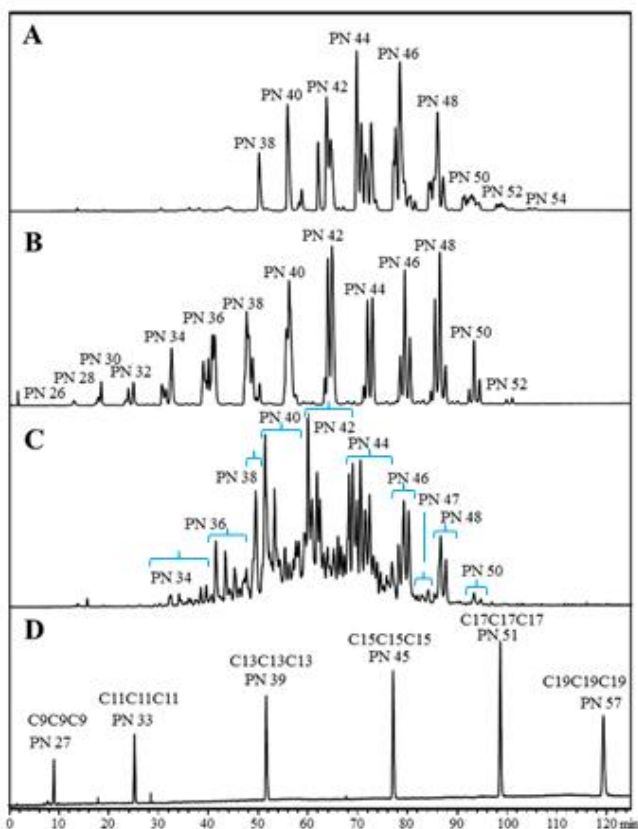 A
PN 44
PN 46
PN 42
PN 40
PN 48
PN 38
PN 50
PN 52
PN 54
B
PN 42
PN 48
PN 46
PN 40
PN 44
PN 38
PN 36
PN 34
PN 50
PN 30
PN 28
PN 32
PN 26
PN 52
C
PN 40
PN 42
PN 44
PN 38
PN 46
PN 47
PN 36
PN 48
PN 34
PN 50
D
C17C17C17
PN 51
C15C15C15
PN 45
C13C13C13
PN 39
C19C19C19
PN 57
C11C11C11
PN 33
C9C9C9
PN 27
0 10 20 30 40 50 60 70 80 90 100 110 120 min